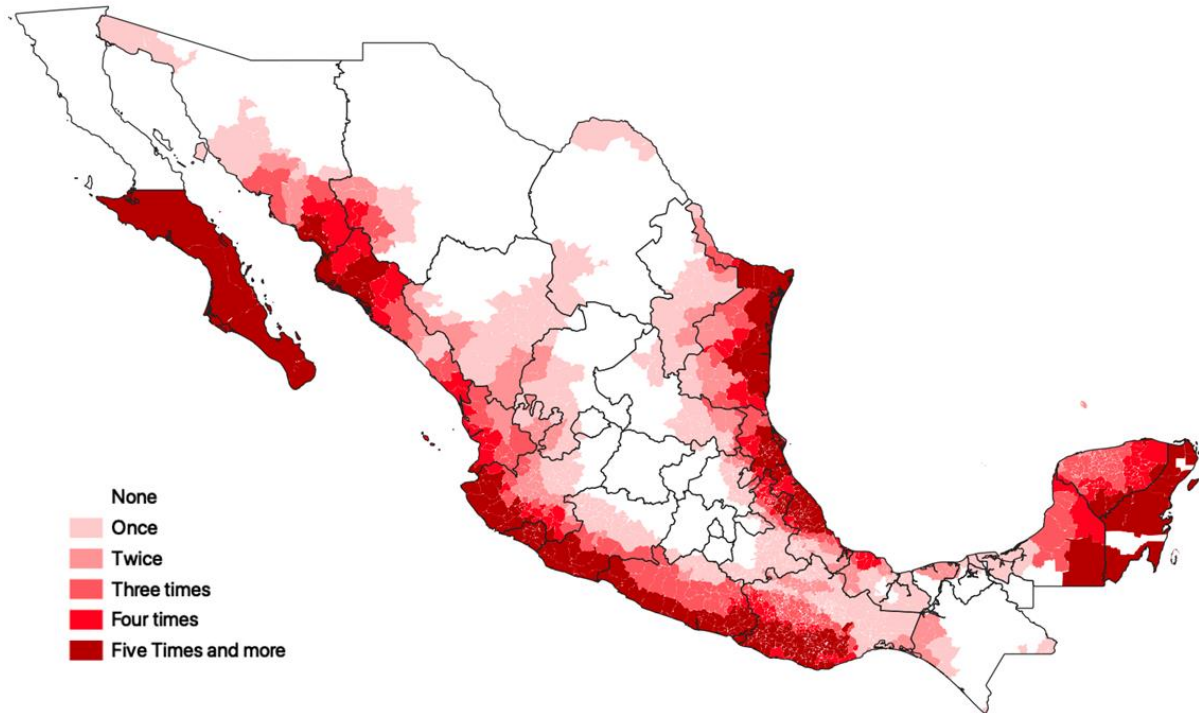 None
Once
Twice
Three times
Four times
Five Times and more